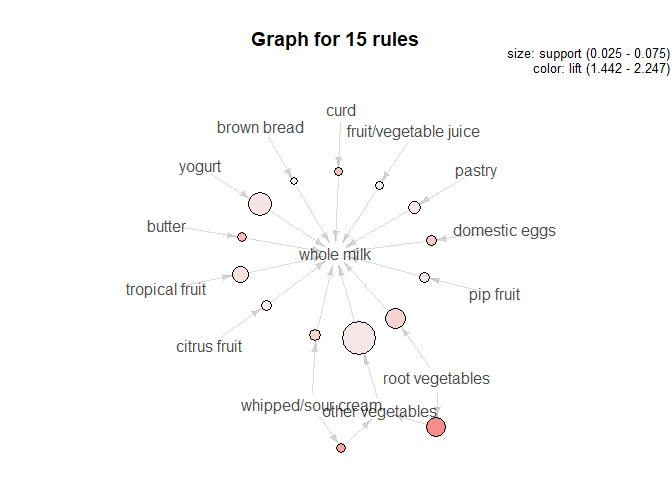 Graph for 15 rules
size: support (0.025 - 0.075)
color: lift (1.442 - 2.247)
curd
brown bread
fruit/vegetable juice
yogurt
pastry
butter
domestic eggs
whole milk
tropical fruit
pip fruit
citrus fruit
root vegetables
whipped/sour cream
other vegetables